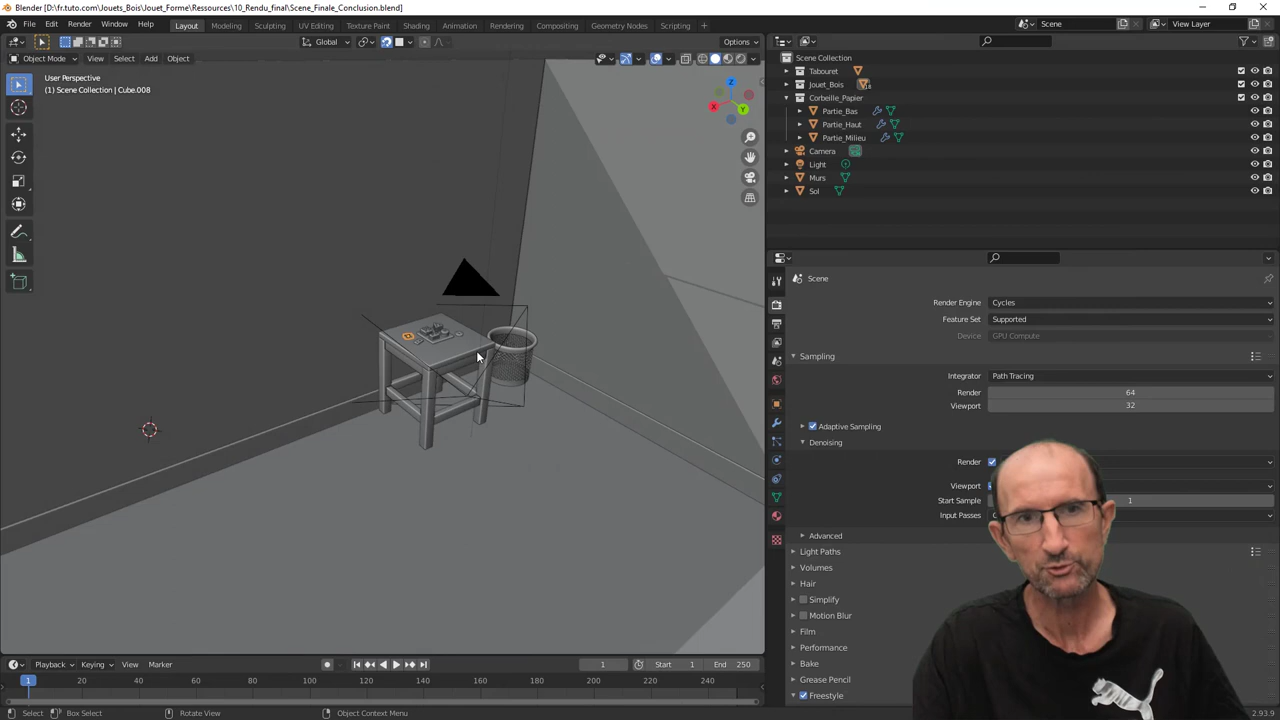 Blender [D:\fr.tuto.com\Jouets_Bois\Jouet_Forme\Ressources\10_Rendu_final\Scene_Finale_Conclusion.blend]
File Edit Render Window Help Layout Modeling Sculpting UV Editing Texture Paint Shading Animation Rendering Compositing Geometry Nodes Scripting + Scene View Layer
Global Options
Object Mode View Select Add Object
User Perspective
(1) Scene Collection | Cube.008
X Y Z
Scene Collection
Tabouret
Jouet_Bois
Corbeille_Papier
Partie_Bas
Partie_Haut
Partie_Milieu
Camera
Light
Murs
Sol
Scene
Render Engine Cycles
Feature Set Supported
Device GPU Compute
Sampling
Integrator Path Tracing
Render 64
Viewport 32
Adaptive Sampling
Denoising
Render
Viewport
Start Sample 1
Input Passes
Advanced
Light Paths
Volumes
Hair
Simplify
Motion Blur
Film
Performance
Bake
Grease Pencil
Freestyle
Playback Keying View Marker 1 Start 1 End 250
1 20 40 60 80 100 120 140 160 180 200 220 240
Select Box Select Rotate View Object Context Menu 2.93.9